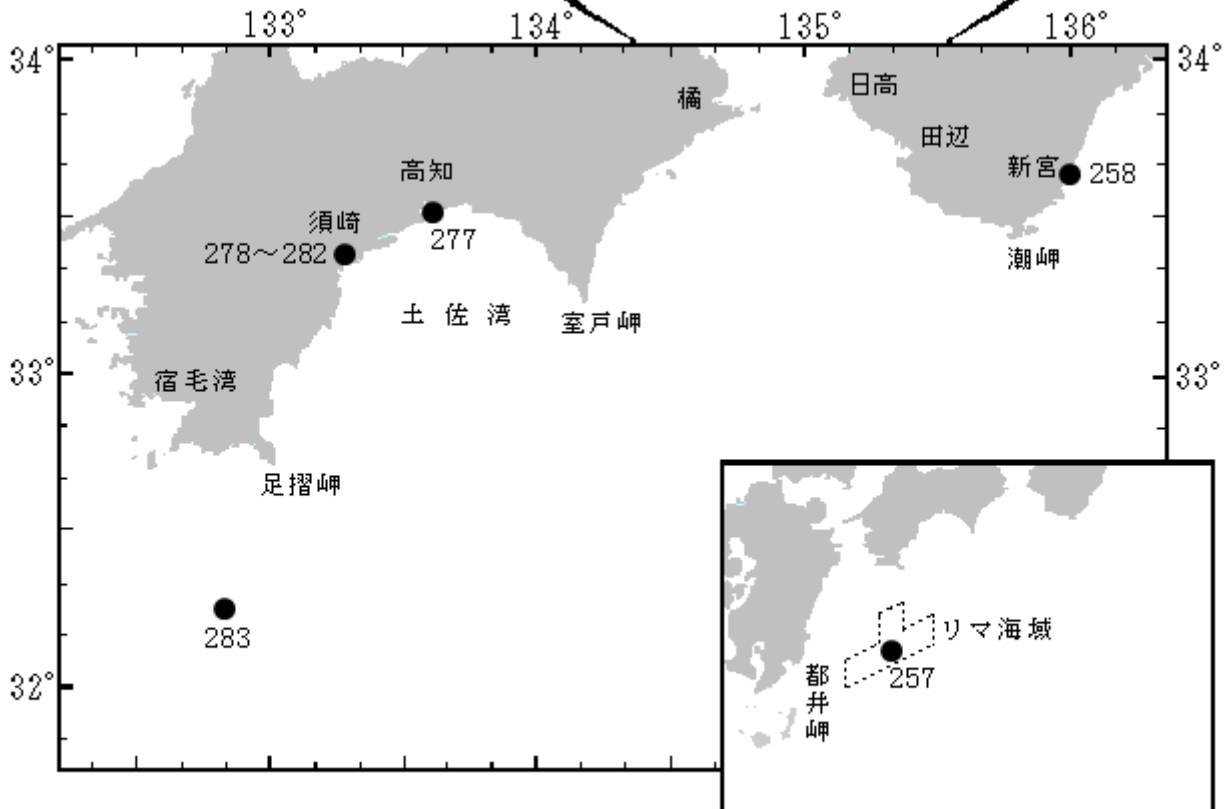 133° 134° 135° 136°
34° 34°
橘
日高
田辺
高知
新宮 258
須崎
277
278～282
潮岬
土佐湾
室戸岬
33° 33°
宿毛湾
足摺岬
283
リマ海域
257
都井岬
32°